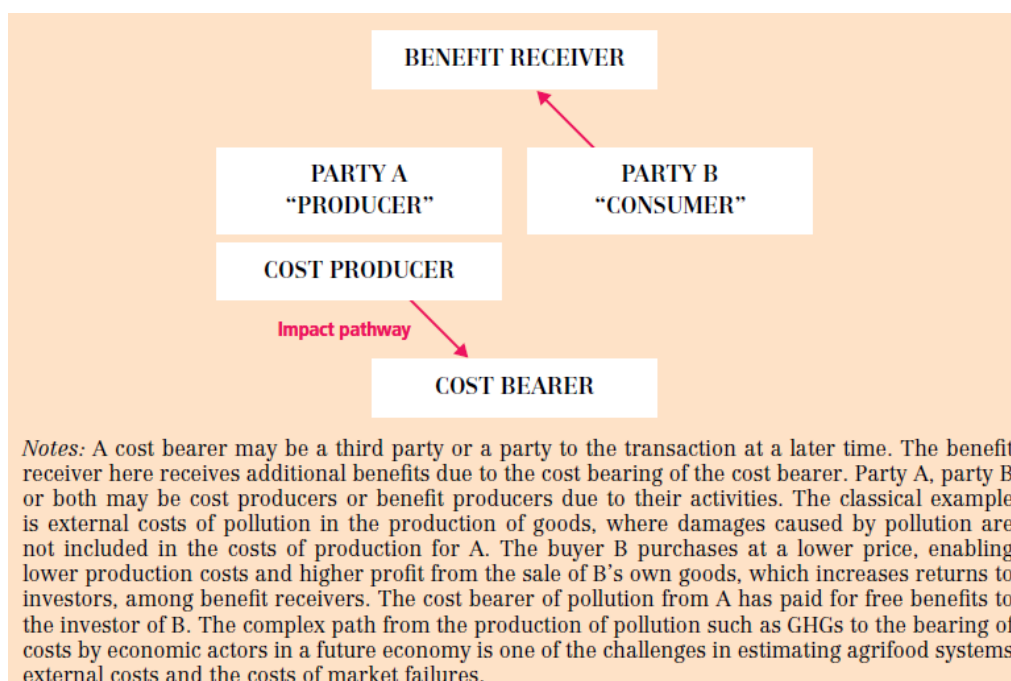 BENEFIT RECEIVER
PARTY A
“PRODUCER”
PARTY B
“CONSUMER”
COST PRODUCER
Impact pathway
COST BEARER
Notes: A cost bearer may be a third party or a party to the transaction at a later time. The benefit
receiver here receives additional benefits due to the cost bearing of the cost bearer. Party A, party B
or both may be cost producers or benefit producers due to their activities. The classical example
is external costs of pollution in the production of goods, where damages caused by pollution are
not included in the costs of production for A. The buyer B purchases at a lower price, enabling
lower production costs and higher profit from the sale of B’s own goods, which increases returns to
investors, among benefit receivers. The cost bearer of pollution from A has paid for free benefits to
the investor of B. The complex path from the production of pollution such as GHGs to the bearing of
costs by economic actors in a future economy is one of the challenges in estimating agrifood systems
external costs and the costs of market failures.